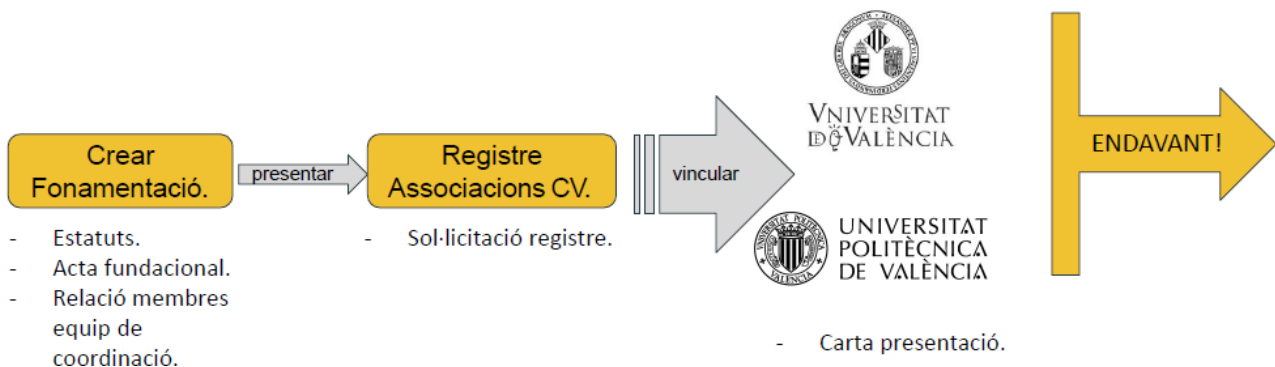 Crear
Fonamentació.
presentar
Registre
Associacions CV.
vincular
VNIVERSITAT
DE VALÈNCIA
UNIVERSITAT
POLITÈCNICA
DE VALÈNCIA
ENDAVANT!
- Estatuts.
- Acta fundacional.
- Relació membres
equip de
coordinació.
- Sol·licitació registre.
- Carta presentació.